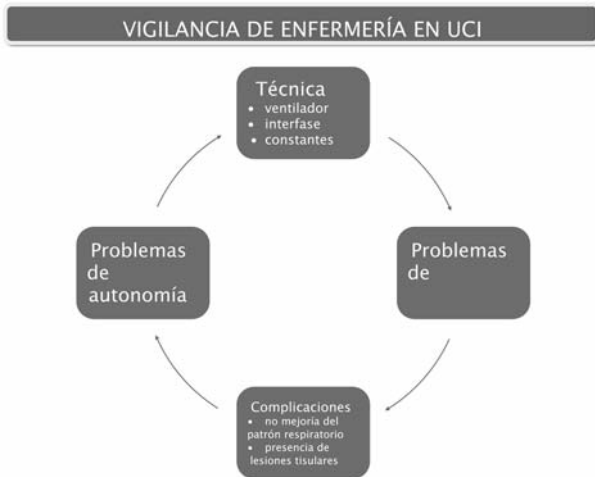 VIGILANCIA DE ENFERMERÍA EN UCI
Técnica
• ventilador
• interfase
• constantes
Problemas
de
autonomía
Problemas
de
Complicaciones
• no mejoría del
patrón respiratorio
• presencia de
lesiones tisulares